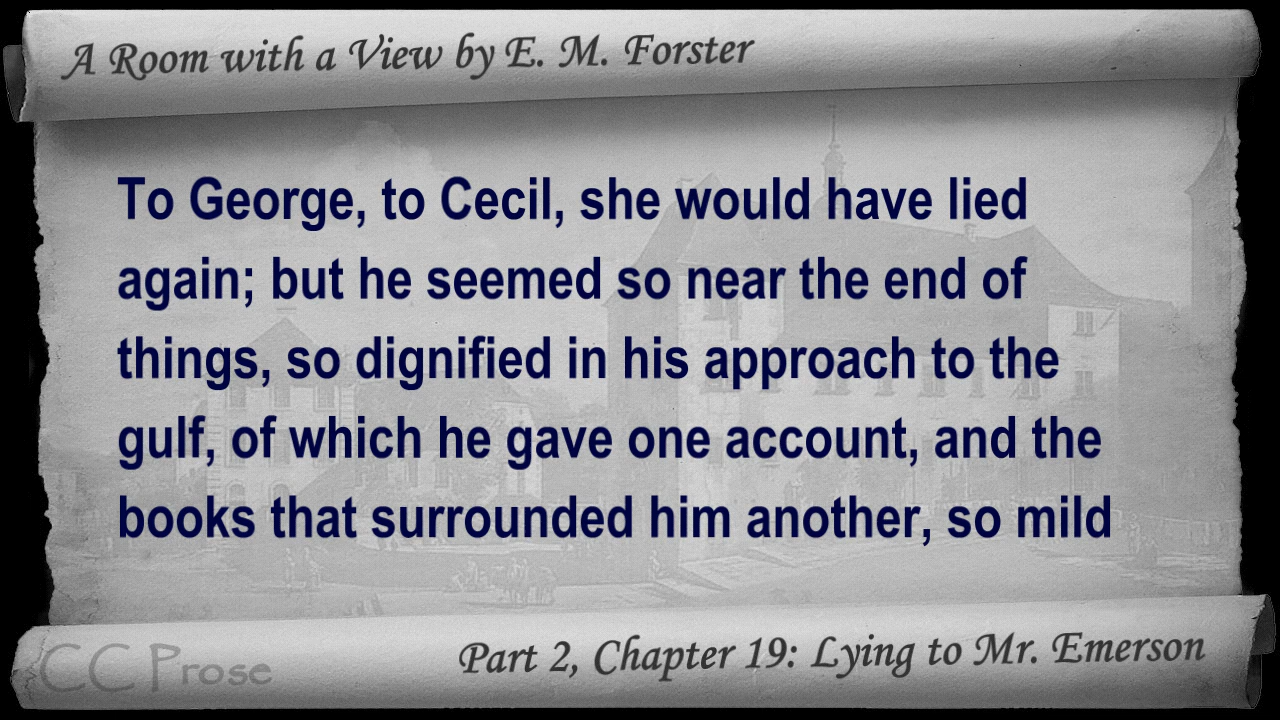 A Room with a View by E. M. Forster
To George, to Cecil, she would have lied
again; but he seemed so near the end of
things, so dignified in his approach to the
gulf, of which he gave one account, and the
books that surrounded him another, so mild
CC Prose
Part 2, Chapter 19: Lying to Mr. Emerson